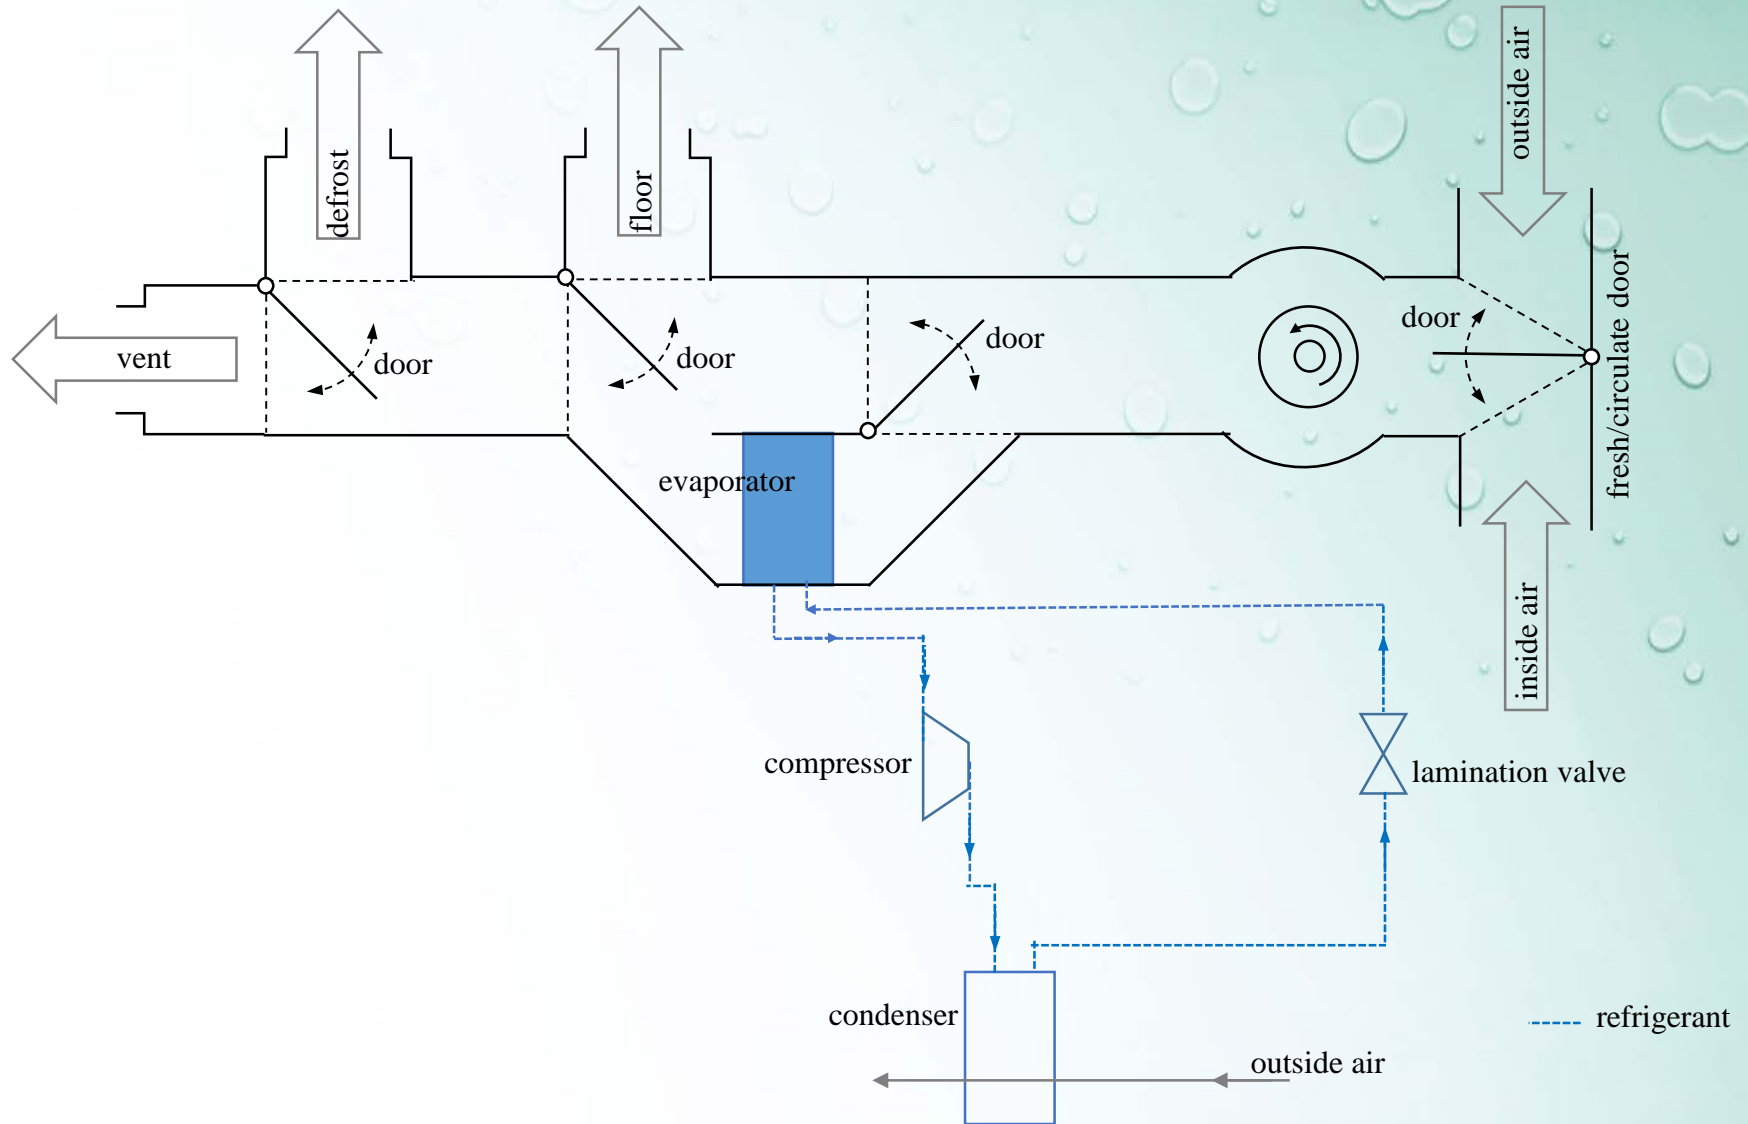 defrost
floor
outside air
vent
door
door
door
door
fresh/circulate door
evaporator
inside air
compressor
lamination valve
condenser
refrigerant
outside air